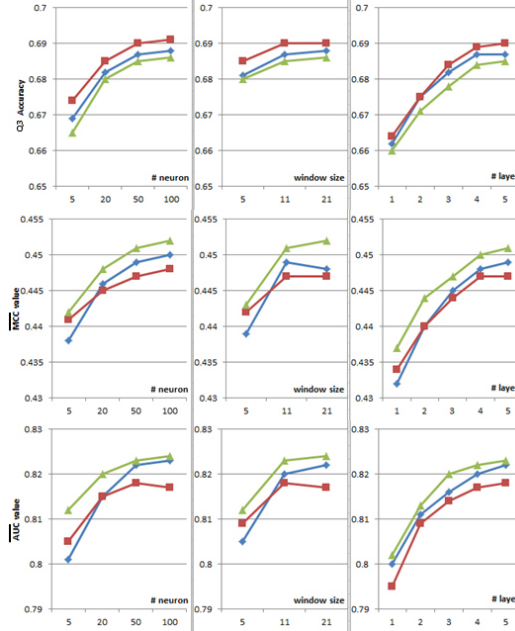 0.7 0.7 0.7
0.69 0.69 0.69
0.68 0.68 0.68
0.67 0.67 0.67
0.66 0.66 0.66
0.65 0.65 0.65
Q3 Accuracy
# neuron window size # laye
5 20 50 100 5 11 21 1 2 3 4 5
0.455 0.455 0.455
0.45 0.45 0.45
0.445 0.445 0.445
0.44 0.44 0.44
0.435 0.435 0.435
0.43 0.43 0.43
MCC value
# neuron window size # laye
5 20 50 100 5 11 21 1 2 3 4 5
0.83 0.83 0.83
0.82 0.82 0.82
0.81 0.81 0.81
0.8 0.8 0.8
0.79 0.79 0.79
AUC value
# neuron window size # laye
5 20 50 100 5 11 21 1 2 3 4 5